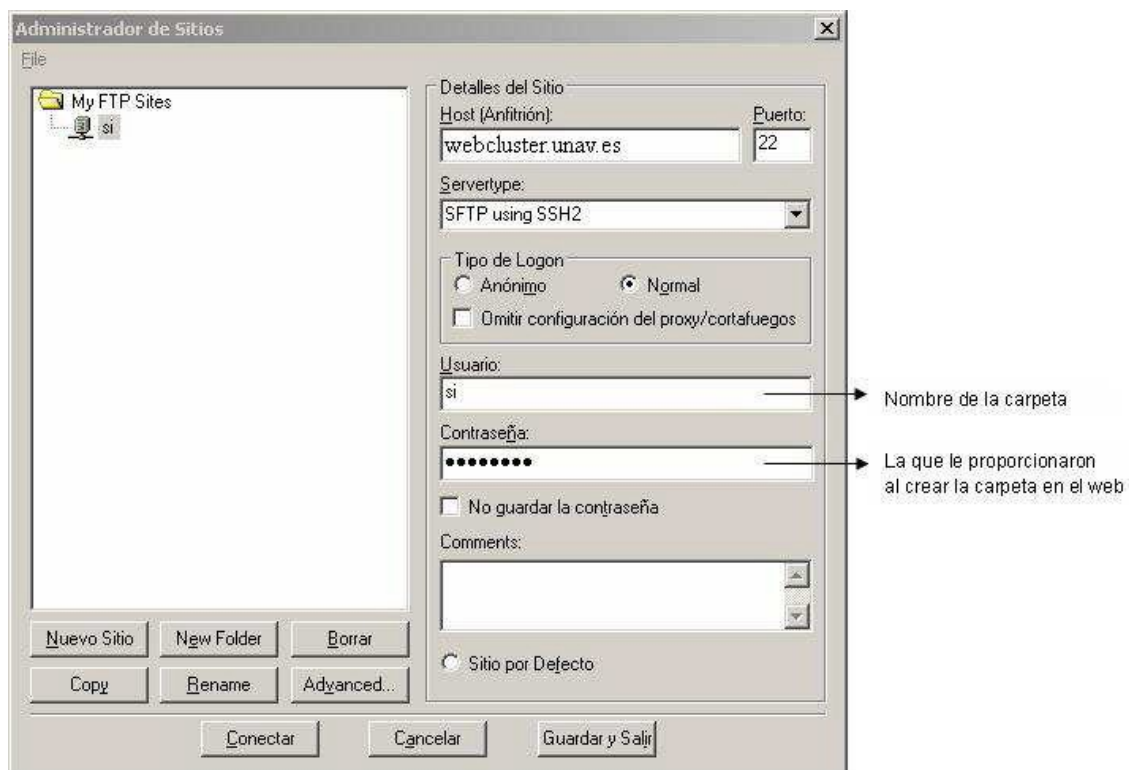 Administrador de Sitios
File
My FTP Sites
si
Detalles del Sitio
Host (Anfitrión):
Puerto:
webcluster.unav.es
22
Servertype:
SFTP using SSH2
Tipo de Logon
Anónimo
Normal
Omitir configuración del proxy/cortafuegos
Usuario:
si
Nombre de la carpeta
Contraseña:
●●●●●●●●
La que le proporcionaron
al crear la carpeta en el web
No guardar la contraseña
Comments:
Nuevo Sitio
New Folder
Borrar
Copy
Rename
Advanced...
Sitio por Defecto
Conectar
Cancelar
Guardar y Salir